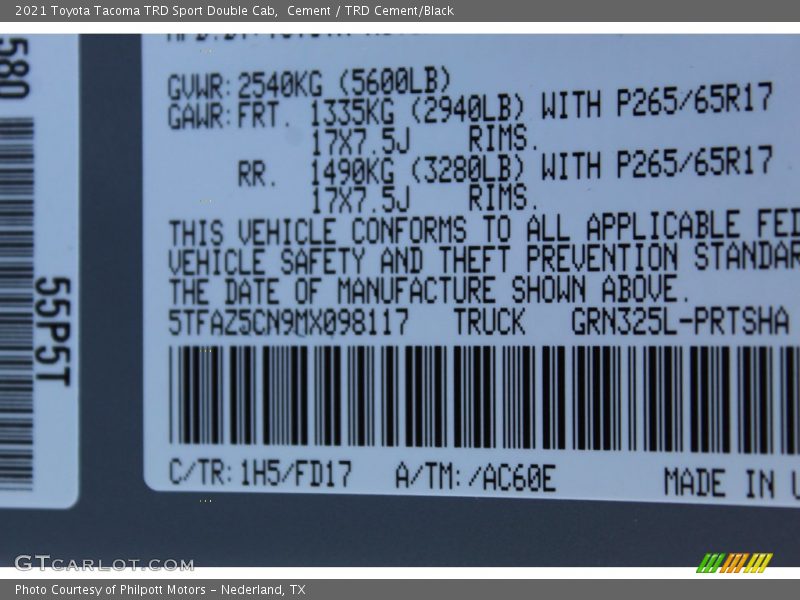 2021 Toyota Tacoma TRD Sport Double Cab,  Cement / TRD Cement/Black
580
55P5T
GVWR: 2540KG (5600LB)
GAWR: FRT. 1335KG (2940LB) WITH P265/65R17
17X7.5J RIMS.
RR. 1490KG (3280LB) WITH P265/65R17
17X7.5J RIMS.
THIS VEHICLE CONFORMS TO ALL APPLICABLE FED
VEHICLE SAFETY AND THEFT PREVENTION STANDAR
THE DATE OF MANUFACTURE SHOWN ABOVE.
5TFAZ5CN9MX098117 TRUCK GRN325L-PRTSHA
C/TR: 1H5/FD17 A/TM: /AC60E MADE IN U
GTcarlot.com
Photo Courtesy of Philpott Motors - Nederland, TX